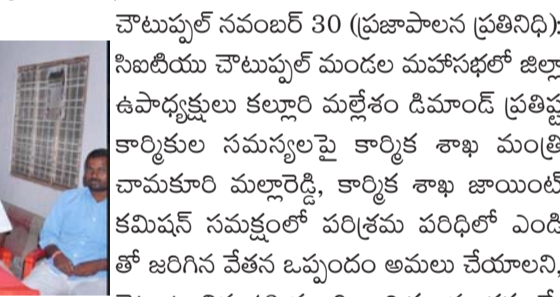 చౌటుప్పల్ నవంబర్ 30 (ప్రజాపాలన ప్రతినిధి):
సిఐటియు చౌటుప్పల్ మండల మహాసభలో జిల్లా
ఉపాధ్యక్షులు కల్లూరి మల్లేశం డిమాండ్ ప్రతిష్ట
కార్మికుల సమస్యలపై కార్మిక శాఖ మంత్రి
చామకూరి మల్లారెడ్డి, కార్మిక శాఖ జాయింట్
కమిషన్ సమక్షంలో పరిశ్రమ పరిధిలో ఎండి
తో జరిగిన వేతన ఒప్పందం అమలు చేయాలని,